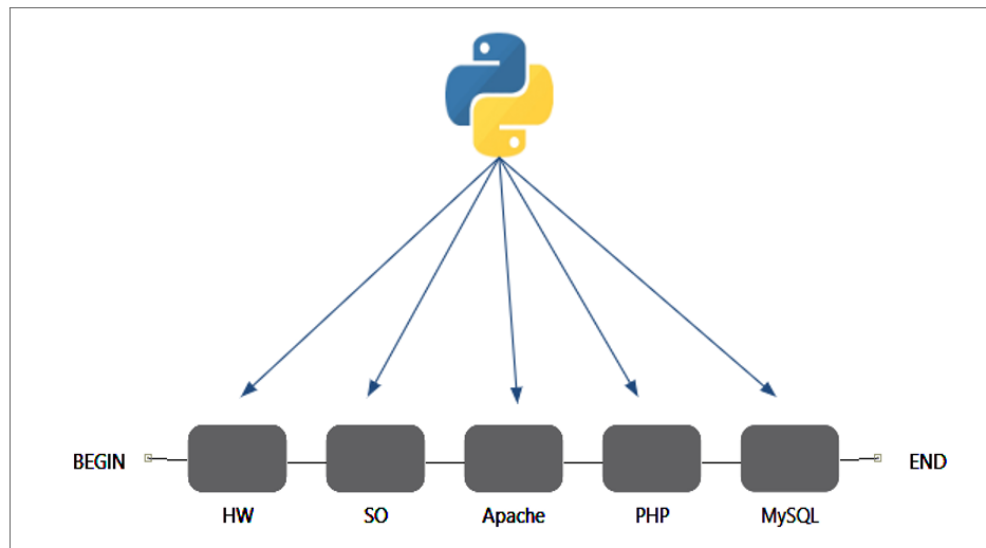 BEGIN
END
HW
SO
Apache
PHP
MySQL